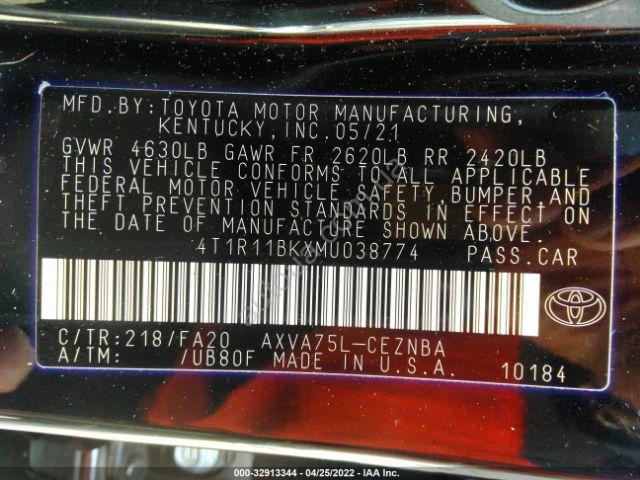 MFD.BY:TOYOTA MOTOR MANUFACTURING,
KENTUCKY,INC.05/21
GVWR 4630LB GAWR FR 2620LB RR 2420LB
THIS VEHICLE CONFORMS TO ALL APPLICABLE
FEDERAL MOTOR VEHICLE SAFETY,BUMPER,AND
THEFT PREVENTION STANDARDS IN EFFECT ON
THE DATE OF MANUFACTURE SHOWN ABOVE.
4T1R11BKXMU038774 PASS.CAR
C/TR:218/FA20 AXVA75L-CEZNBA
A/TM: /UB80F MADE IN U.S.A. 10184
000-32913344 - 04/25/2022 - IAA Inc.